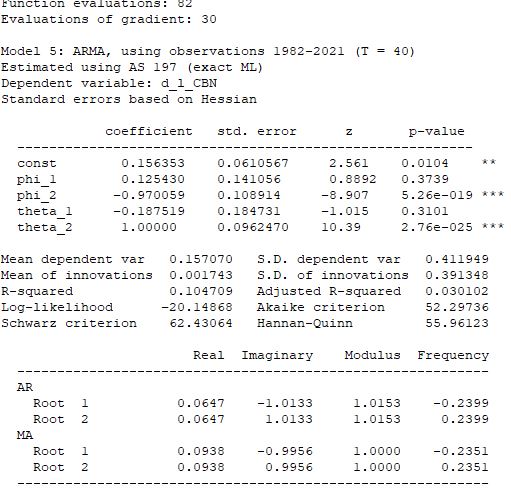 Function evaluations: 82
Evaluations of gradient: 30
Model 5: ARMA, using observations 1982-2021 (T = 40)
Estimated using AS 197 (exact ML)
Dependent variable: d_l_CBN
Standard errors based on Hessian
coefficient std. error z p-value
---------------------------------------------------------
const 0.156353 0.0610567 2.561 0.0104 **
phi_1 0.125430 0.141056 0.8892 0.3739
phi_2 -0.970059 0.108914 -8.907 5.26e-019 ***
theta_1 -0.187519 0.184731 -1.015 0.3101
theta_2 1.00000 0.0962470 10.39 2.76e-025 ***
Mean dependent var 0.157070 S.D. dependent var 0.411949
Mean of innovations 0.001743 S.D. of innovations 0.391348
R-squared 0.104709 Adjusted R-squared 0.030102
Log-likelihood -20.14868 Akaike criterion 52.29736
Schwarz criterion 62.43064 Hannan-Quinn 55.96123
Real Imaginary Modulus Frequency
-----------------------------------------------------------
AR
Root 1 0.0647 -1.0133 1.0153 -0.2399
Root 2 0.0647 1.0133 1.0153 0.2399
MA
Root 1 0.0938 -0.9956 1.0000 -0.2351
Root 2 0.0938 0.9956 1.0000 0.2351
-----------------------------------------------------------